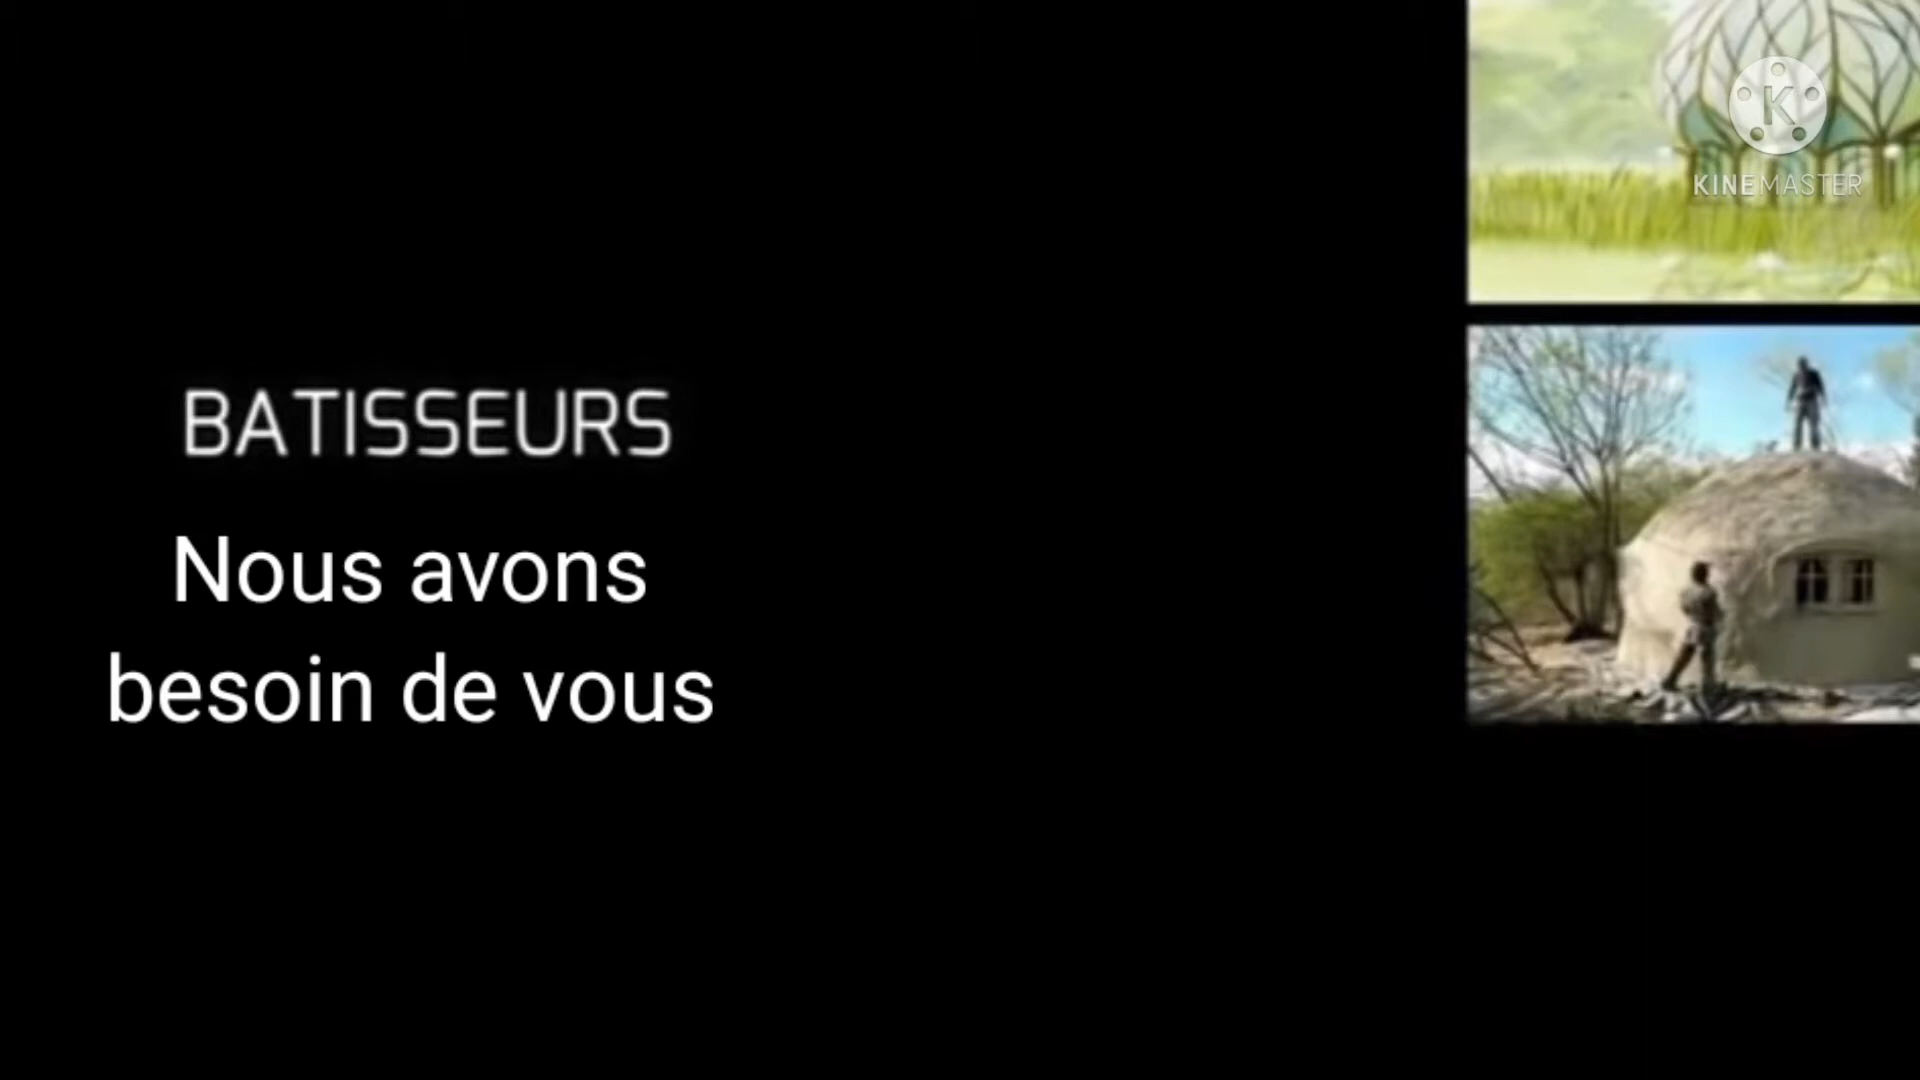 K
KINEMASTER
BATISSEURS
Nous avons
besoin de vous